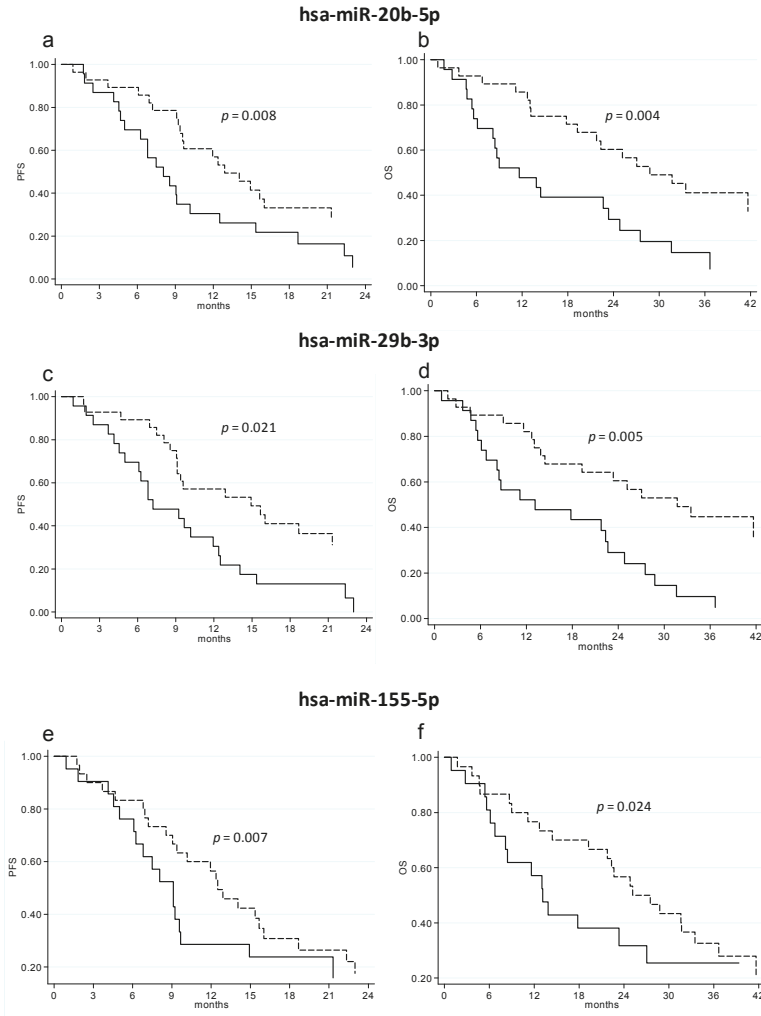 hsa-miR-20b-5p
a
1.00
0.80
0.60
0.40
0.20
0.00
PFS
p = 0.008
0 3 6 9 12 15 18 21 24
months
b
1.00
0.80
0.60
0.40
0.20
0.00
OS
p = 0.004
0 6 12 18 24 30 36 42
months
hsa-miR-29b-3p
c
1.00
0.80
0.60
0.40
0.20
0.00
PFS
p = 0.021
0 3 6 9 12 15 18 21 24
months
d
1.00
0.80
0.60
0.40
0.20
0.00
OS
p = 0.005
0 6 12 18 24 30 36 42
months
hsa-miR-155-5p
e
1.00
0.80
0.60
0.40
0.20
PFS
p = 0.007
0 3 6 9 12 15 18 21 24
months
f
1.00
0.80
0.60
0.40
0.20
OS
p = 0.024
0 6 12 18 24 30 36 42
months